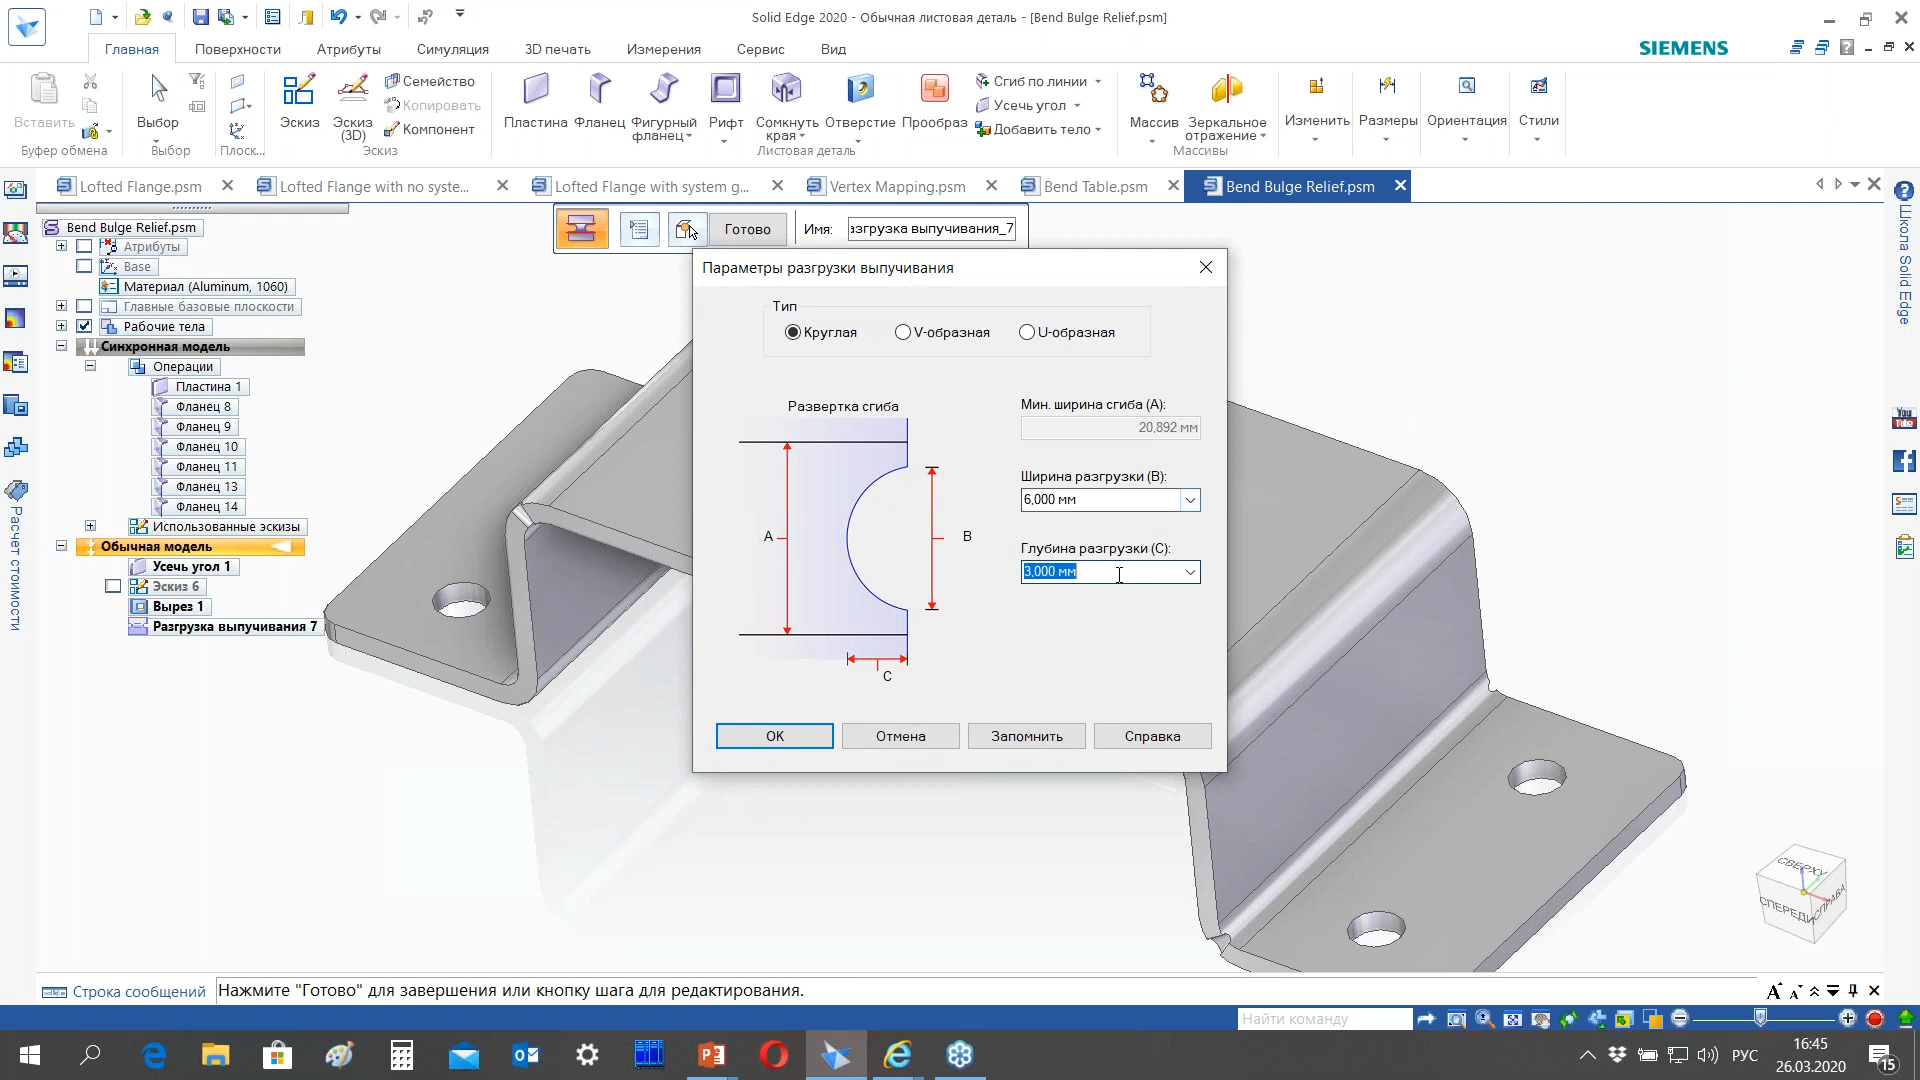 Solid Edge 2020 - Обычная листовая деталь - [Bend Bulge Relief.psm]
Главная
Поверхности
Атрибуты
Симуляция
3D печать
Измерения
Сервис
Вид
SIEMENS
Вставить
Буфер обмена
Выбор
Выбор
Плоск...
Эскиз
Эскиз (3D)
Семейство
Копировать
Компонент
Эскиз
Пластина
Фланец
Фигурный фланец
Рифт
Сомкнуть края
Отверстие
Прообраз
Сгиб по линии
Усечь угол
Добавить тело
Листовая деталь
Массив
Зеркальное отражение
Массивы
Изменить
Размеры
Ориентация
Стили
Lofted Flange.psm
Lofted Flange with no syste...
Lofted Flange with system g...
Vertex Mapping.psm
Bend Table.psm
Bend Bulge Relief.psm
Готово
Имя:
згрузка выпучивания_7
Bend Bulge Relief.psm
Атрибуты
Base
Материал (Aluminum, 1060)
Главные базовые плоскости
Рабочие тела
Синхронная модель
Операции
Пластина 1
Фланец 8
Фланец 9
Фланец 10
Фланец 11
Фланец 13
Фланец 14
Использованные эскизы
Обычная модель
Усечь угол 1
Эскиз 6
Вырез 1
Разгрузка выпучивания 7
Расчет стоимости
Школа Solid Edge
You Tube
Параметры разгрузки выпучивания
Тип
Круглая
V-образная
U-образная
Развертка сгиба
A
B
C
Мин. ширина сгиба (A):
20,892 мм
Ширина разгрузки (B):
6,000 мм
Глубина разгрузки (C):
3,000 мм
OK
Отмена
Запомнить
Справка
СВЕРХУ
СПЕРЕДИ
СПРАВА
Строка сообщений
Нажмите "Готово" для завершения или кнопку шага для редактирования.
Найти команду
РУС
16:45
26.03.2020
15